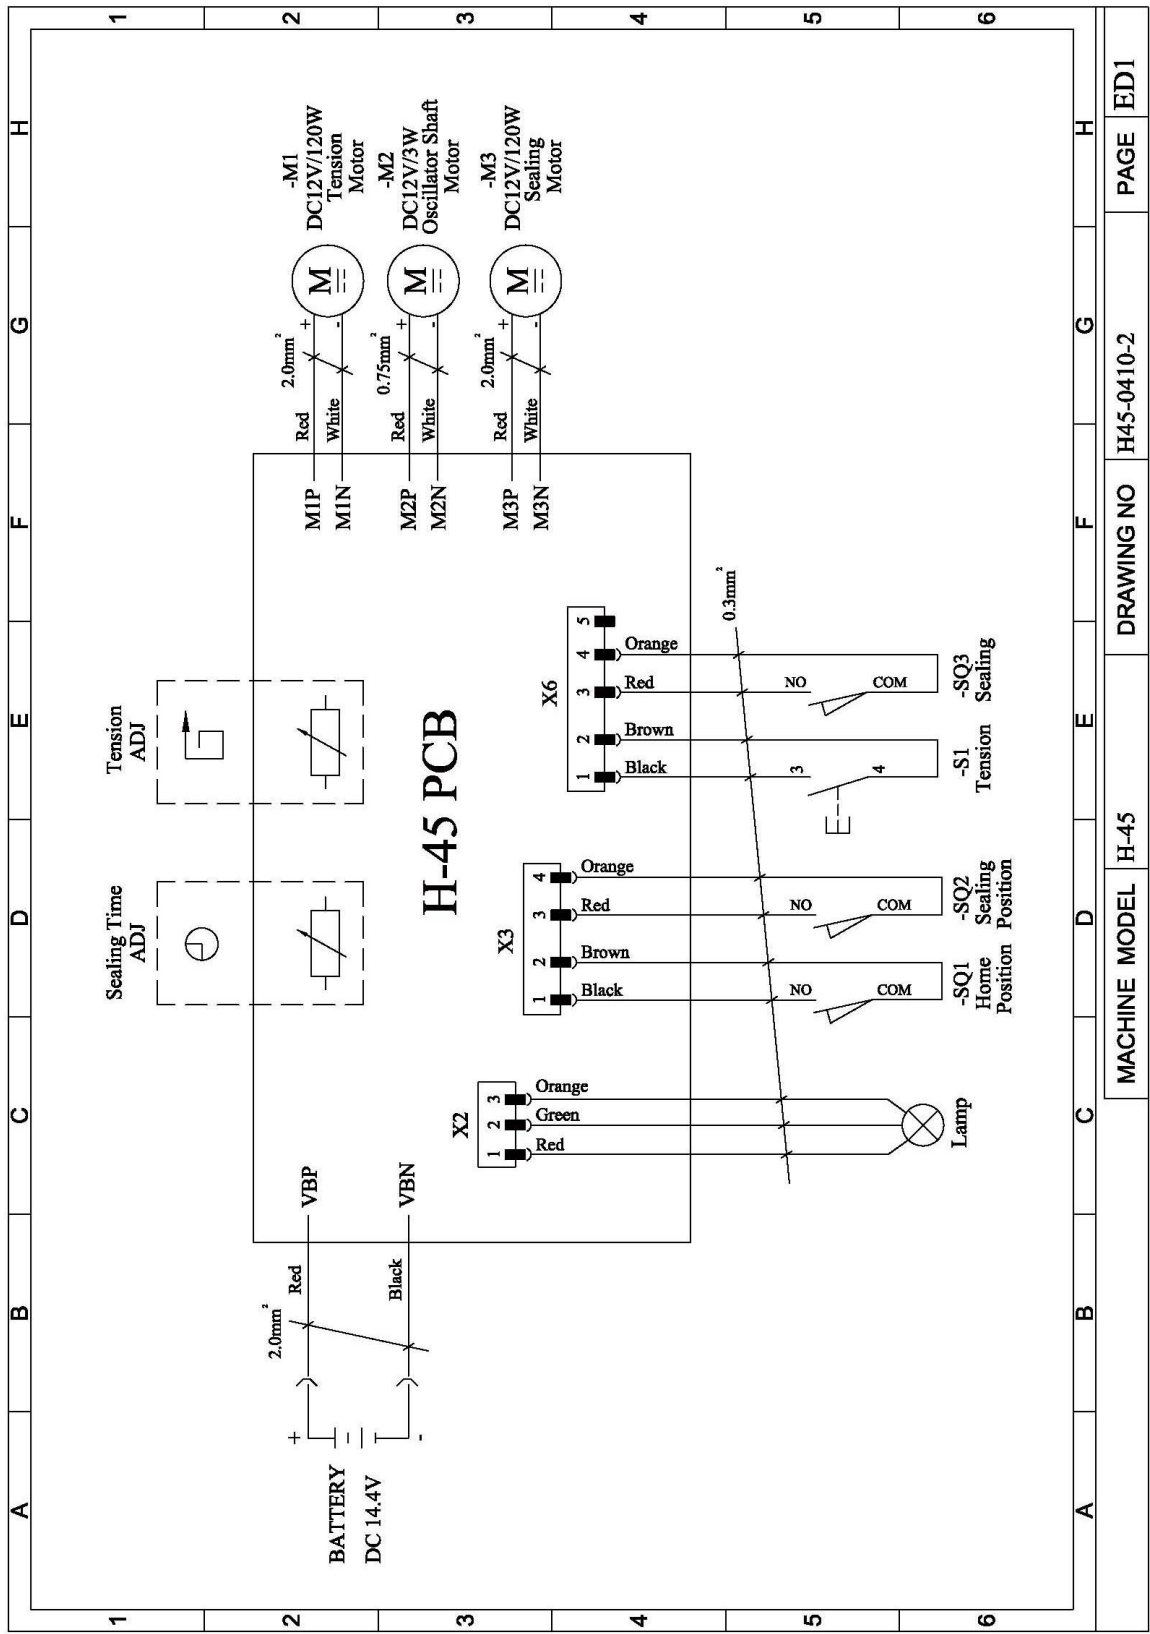 A B C D E F G H
1
2
3
4
5
6
1
2
3
4
5
6
A B C D E F G H
BATTERY
DC 14.4V
+
-
2.0mm²
Red
Black
VBP
VBN
Sealing Time
ADJ
Tension
ADJ
H-45 PCB
X2
1 2 3
Red
Green
Orange
Lamp
X3
1 2 3 4
Black
Brown
Red
Orange
NO
COM
-SQ1
Home
Position
NO
COM
-SQ2
Sealing
Position
X6
1 2 3 4 5
Black
Brown
Red
Orange
3
4
E
-S1
Tension
NO
COM
-SQ3
Sealing
0.3mm²
M1P
M1N
Red
White
2.0mm²
+
-
M
-M1
DC12V/120W
Tension
Motor
M2P
M2N
Red
White
0.75mm²
+
-
M
-M2
DC12V/3W
Oscillator Shaft
Motor
M3P
M3N
Red
White
2.0mm²
+
-
M
-M3
DC12V/120W
Sealing
Motor
MACHINE MODEL H-45 DRAWING NO H45-0410-2 PAGE ED1